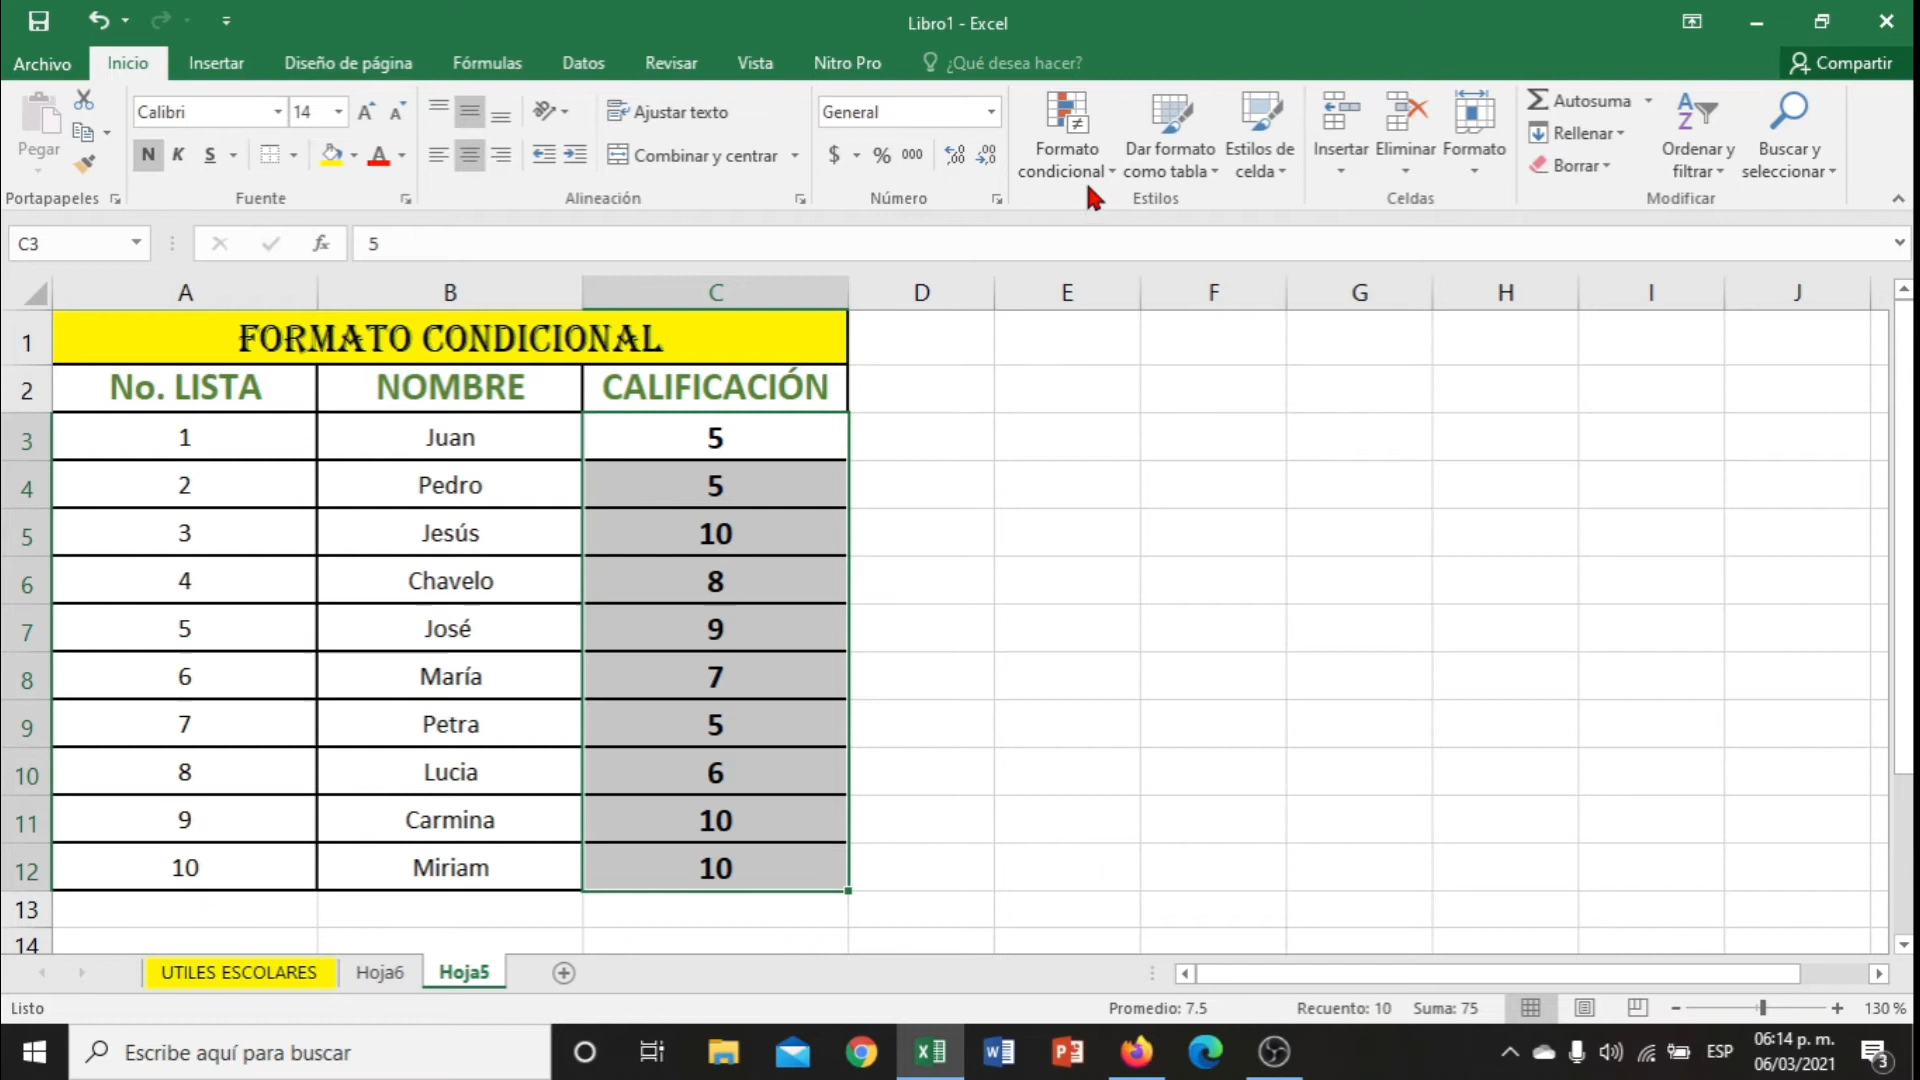 Libro1 - Excel
Archivo Inicio Insertar Diseño de página Fórmulas Datos Revisar Vista Nitro Pro ¿Qué desea hacer? Compartir
Pegar
Portapapeles
Calibri 14
N K S
Fuente
Ajustar texto
Combinar y centrar
Alineación
General
$ % 000
Número
Formato condicional
Dar formato como tabla
Estilos de celda
Estilos
Insertar Eliminar Formato
Celdas
Autosuma
Rellenar
Borrar
Ordenar y filtrar
Buscar y seleccionar
Modificar
C3 fx 5
A B C D E F G H I J
1 FORMATO CONDICIONAL
2 No. LISTA NOMBRE CALIFICACIÓN
3 1 Juan 5
4 2 Pedro 5
5 3 Jesús 10
6 4 Chavelo 8
7 5 José 9
8 6 María 7
9 7 Petra 5
10 8 Lucia 6
11 9 Carmina 10
12 10 Miriam 10
13
14
UTILES ESCOLARES Hoja6 Hoja5
Listo Promedio: 7.5 Recuento: 10 Suma: 75 130 %
Escribe aquí para buscar ESP 06:14 p. m.
06/03/2021 3